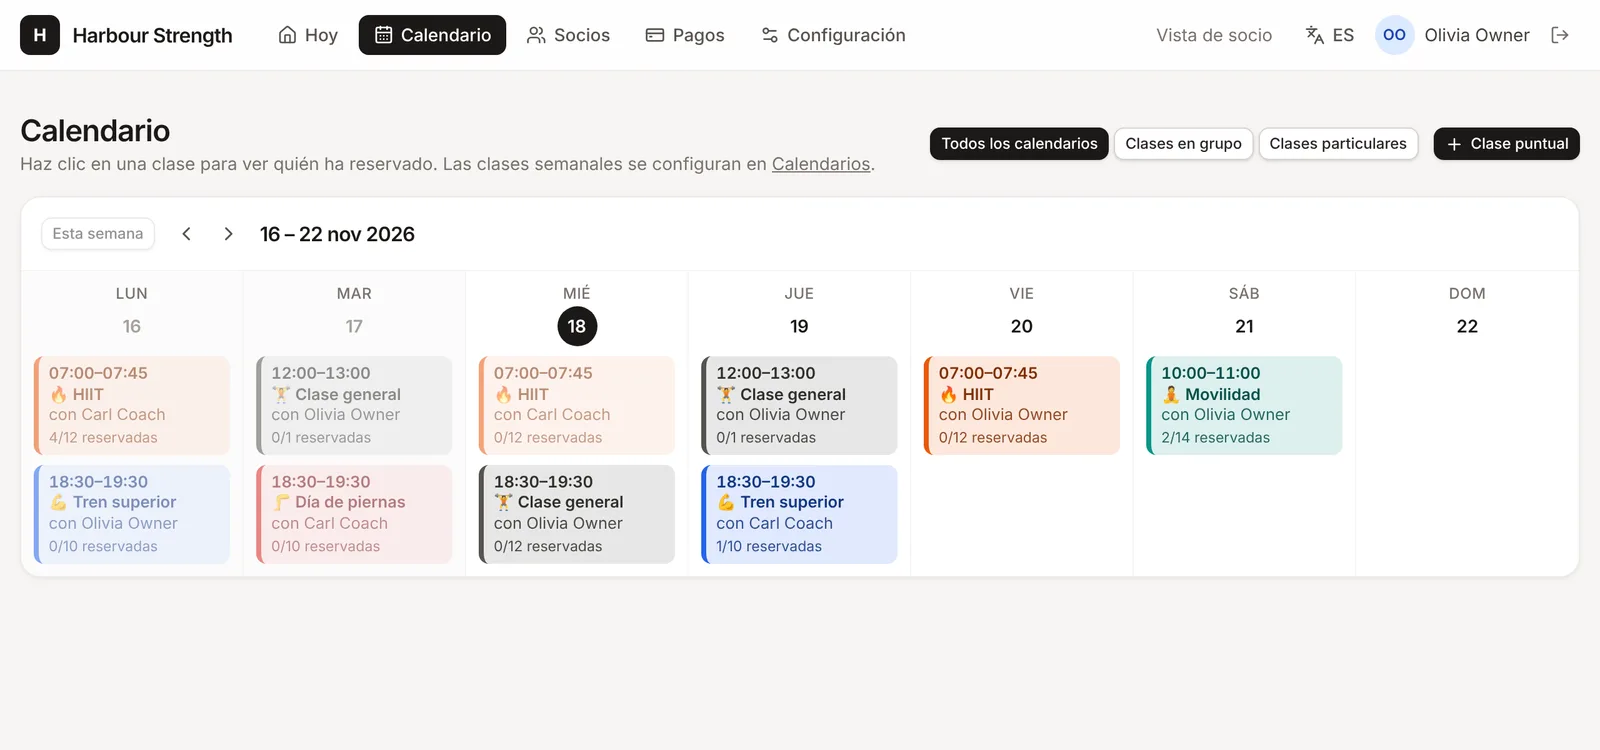 H Harbour Strength Hoy Calendario Socios Pagos Configuración Vista de socio ES OO Olivia Owner
Calendario
Haz clic en una clase para ver quién ha reservado. Las clases semanales se configuran en Calendarios.
Todos los calendarios Clases en grupo Clases particulares + Clase puntual
Esta semana 16 – 22 nov 2026
LUN
16
07:00–07:45
🔥 HIIT
con Carl Coach
4/12 reservadas
18:30–19:30
💪 Tren superior
con Olivia Owner
0/10 reservadas
MAR
17
12:00–13:00
🏋️ Clase general
con Olivia Owner
0/1 reservadas
18:30–19:30
🦵 Día de piernas
con Carl Coach
0/10 reservadas
MIÉ
18
07:00–07:45
🔥 HIIT
con Carl Coach
0/12 reservadas
18:30–19:30
🏋️ Clase general
con Olivia Owner
0/12 reservadas
JUE
19
12:00–13:00
🏋️ Clase general
con Olivia Owner
0/1 reservadas
18:30–19:30
💪 Tren superior
con Carl Coach
1/10 reservadas
VIE
20
07:00–07:45
🔥 HIIT
con Olivia Owner
0/12 reservadas
SÁB
21
10:00–11:00
🧘 Movilidad
con Olivia Owner
2/14 reservadas
DOM
22